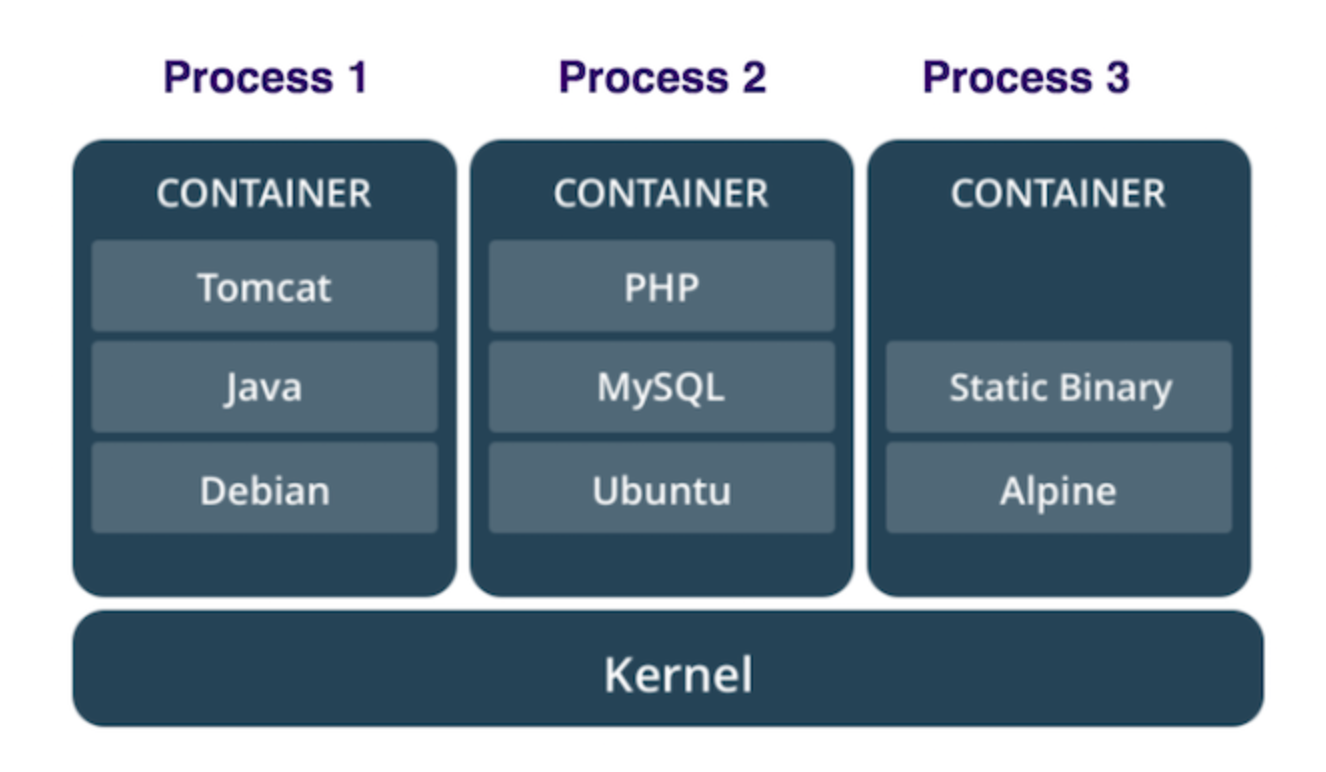 Process 1
Process 2
Process 3
CONTAINER
Tomcat
Java
Debian
CONTAINER
PHP
MySQL
Ubuntu
CONTAINER
Static Binary
Alpine
Kernel